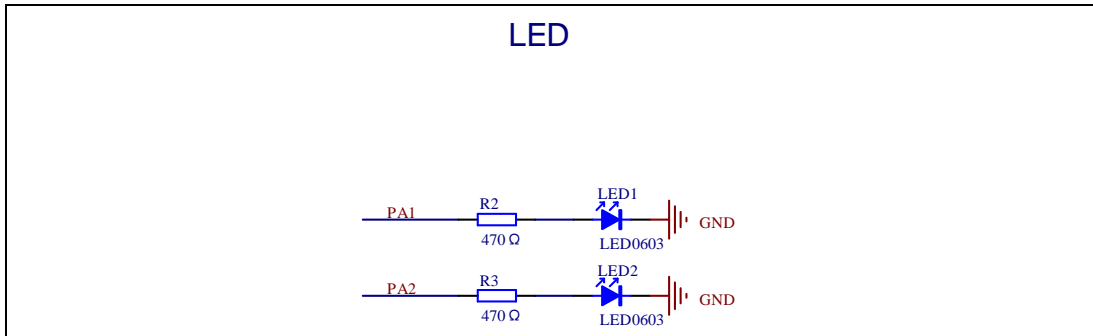 LED
LED1
PA1
R2
GND
470Ω
LED0603
LED2
PA2
R3
GND
470Ω
LED0603